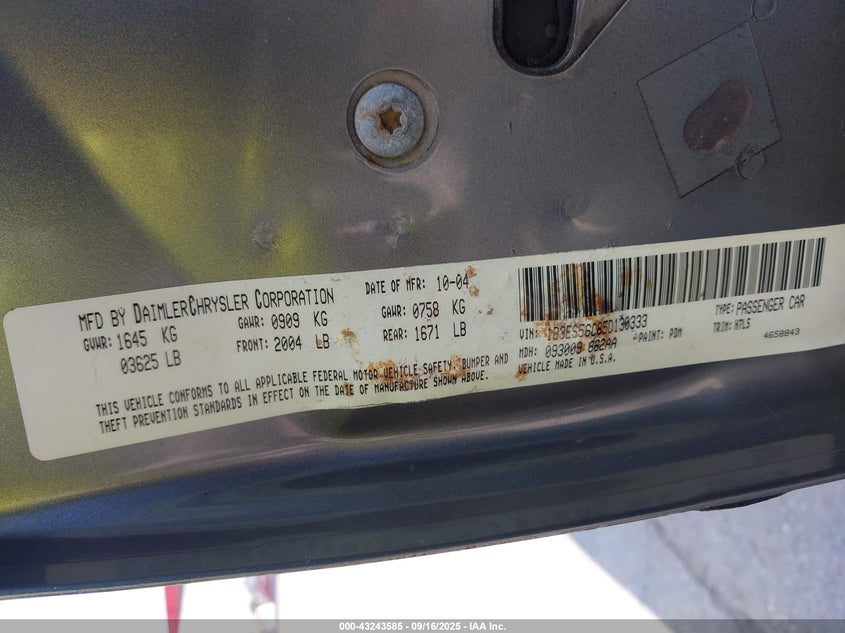 MFD BY DAIMLERCHRYSLER CORPORATION
DATE OF MFR: 10-04
GVWR: 1645 KG
03625 LB
GAWR: 0909 KG
FRONT: 2004 LB
GAWR: 0758 KG
REAR: 1671 LB
THIS VEHICLE CONFORMS TO ALL APPLICABLE FEDERAL MOTOR VEHICLE SAFETY, BUMPER AND
THEFT PREVENTION STANDARDS IN EFFECT ON THE DATE OF MANUFACTURE SHOWN ABOVE.
VIN: 1B3ES56C65D130333
TYPE: PASSENGER CAR
MDH: 093009 862AA
PAINT: PDM
TRIM: H7L5
VEHICLE MADE IN U.S.A.
4658843
000-43243585 - 09/16/2025 - IAA Inc.